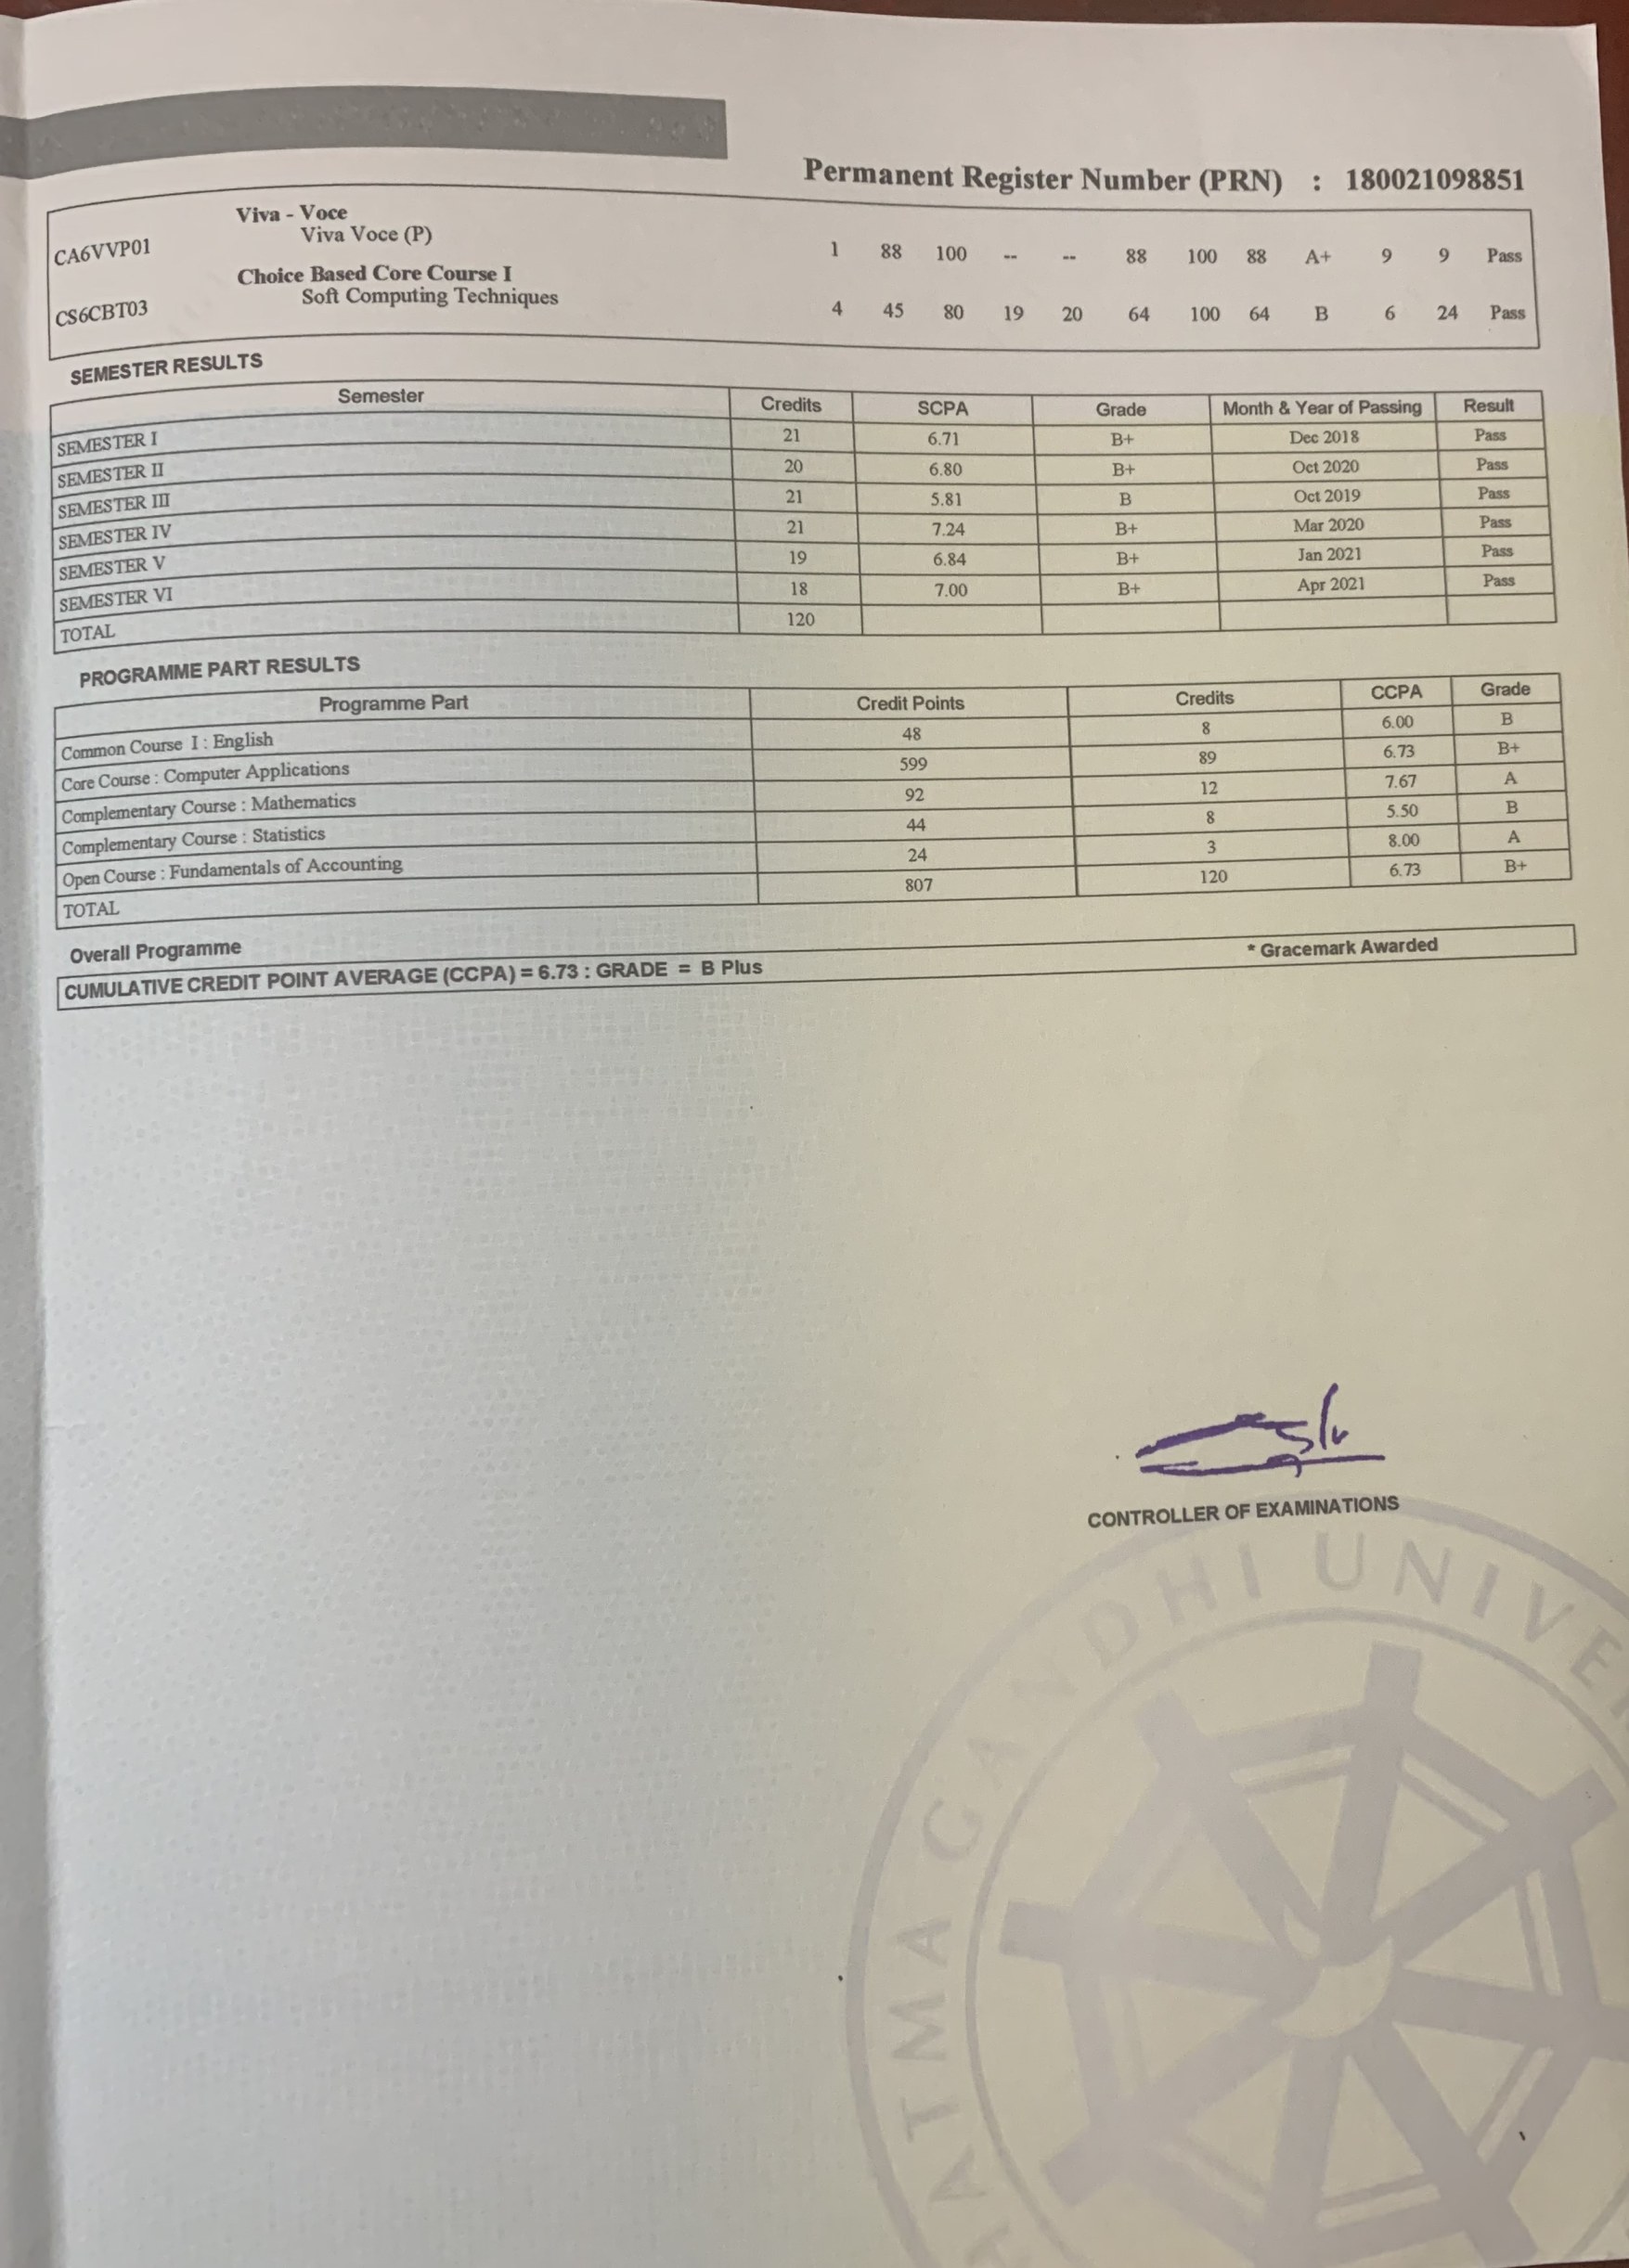 Permanent Register Number (PRN) : 180021098851
Viva - Voce
CA6VVP01 Viva Voce (P) 1 88 100 -- -- 88 100 88 A+ 9 9 Pass
Choice Based Core Course I
CS6CBT03 Soft Computing Techniques 4 45 80 19 20 64 100 64 B 6 24 Pass
SEMESTER RESULTS
Semester Credits SCPA Grade Month & Year of Passing Result
SEMESTER I 21 6.71 B+ Dec 2018 Pass
SEMESTER II 20 6.80 B+ Oct 2020 Pass
SEMESTER III 21 5.81 B Oct 2019 Pass
SEMESTER IV 21 7.24 B+ Mar 2020 Pass
SEMESTER V 19 6.84 B+ Jan 2021 Pass
SEMESTER VI 18 7.00 B+ Apr 2021 Pass
TOTAL 120
PROGRAMME PART RESULTS
Programme Part Credit Points Credits CCPA Grade
Common Course I : English 48 8 6.00 B
Core Course : Computer Applications 599 89 6.73 B+
Complementary Course : Mathematics 92 12 7.67 A
Complementary Course : Statistics 44 8 5.50 B
Open Course : Fundamentals of Accounting 24 3 8.00 A
TOTAL 807 120 6.73 B+
Overall Programme
CUMULATIVE CREDIT POINT AVERAGE (CCPA) = 6.73 : GRADE = B Plus * Gracemark Awarded
CONTROLLER OF EXAMINATIONS
ATMA GANDHI UNIVE